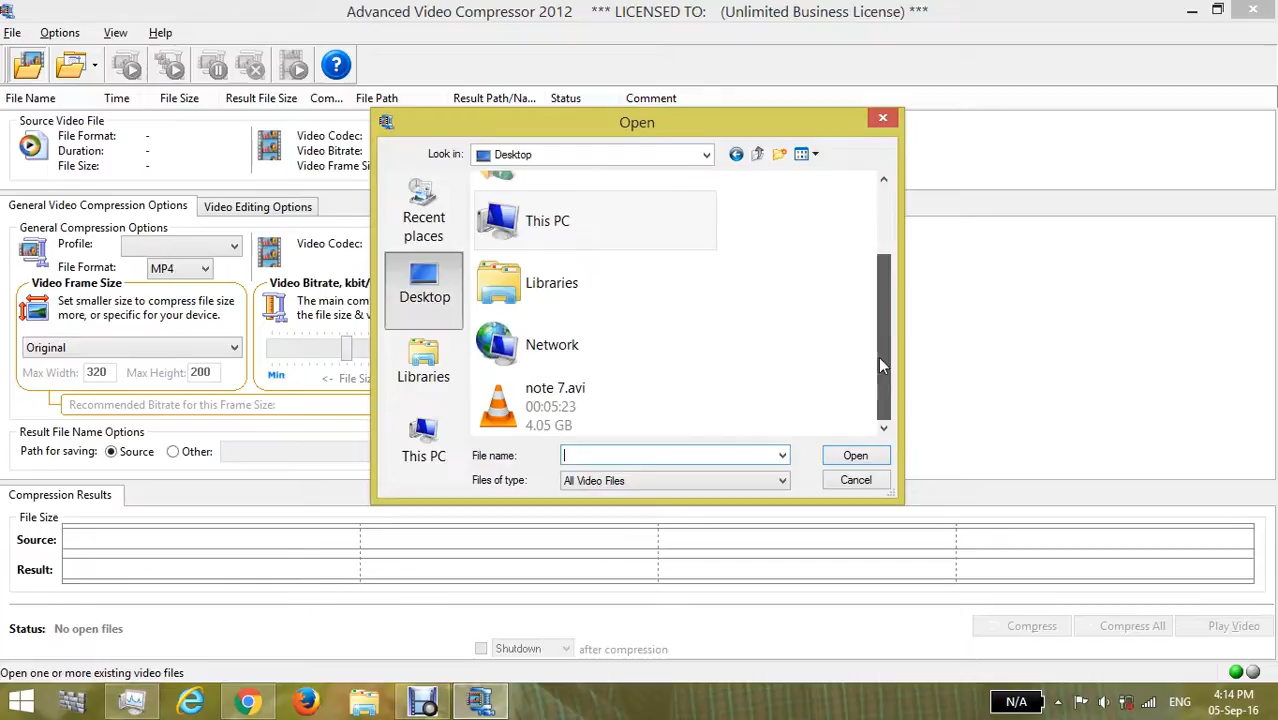 Advanced Video Compressor 2012 *** LICENSED TO: (Unlimited Business License) ***
File Options View Help
File Name Time File Size Result File Size Com... File Path Result Path/Na... Status Comment
Source Video File
File Format: -
Duration: -
File Size: -
Video Codec:
Video Bitrate:
Video Frame Si
General Video Compression Options Video Editing Options
General Compression Options
Profile:
File Format: MP4
Video Codec:
Video Frame Size
Set smaller size to compress file size
more, or specific for your device.
Original
Max Width: 320 Max Height: 200
Video Bitrate, kbit/
The main com
the file size & v
Min <- File Siz
Recommended Bitrate for this Frame Size:
Result File Name Options
Path for saving: Source Other:
Open
Look in: Desktop
Recent
places
Desktop
Libraries
This PC
This PC
Libraries
Network
note 7.avi
00:05:23
4.05 GB
File name: Open
Files of type: All Video Files Cancel
Compression Results
File Size
Source:
Result:
Status: No open files
Compress Compress All Play Video
Shutdown after compression
Open one or more existing video files
N/A ENG
4:14 PM
05-Sep-16